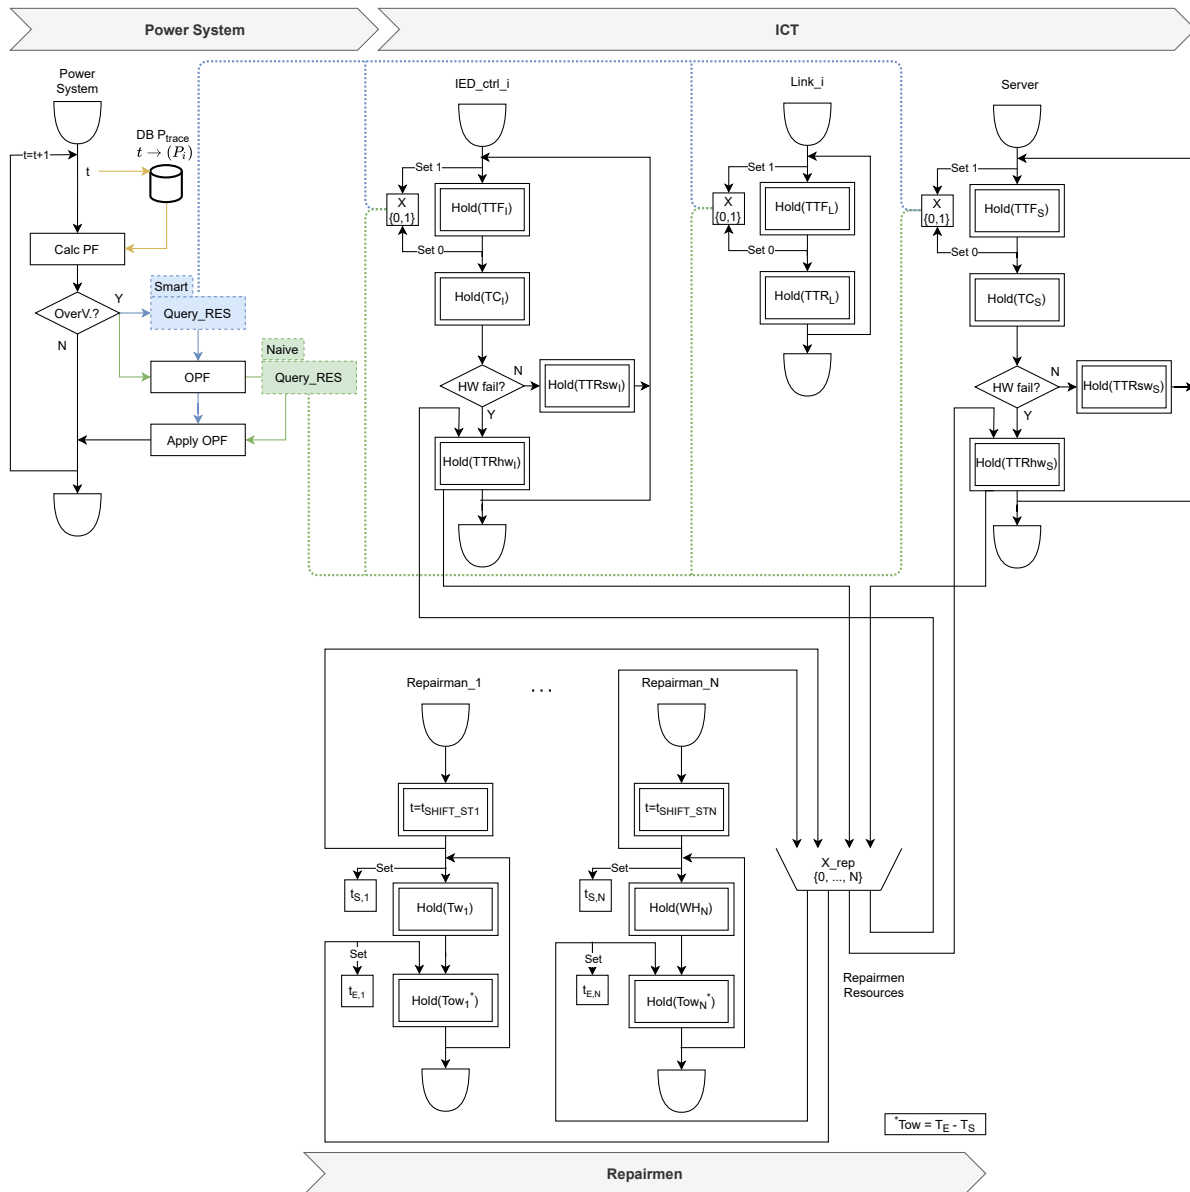 Power System
ICT
Power
System
IED_ctrl_i
Link_i
Server
DB P_trace
t → (P_i)
t=t+1
t
Calc PF
OverV.?
Y
N
Smart
Query_RES
Naive
Query_RES
OPF
Apply OPF
Set 1
X
{0,1}
Set 0
Hold(TTF_I)
Hold(TC_I)
HW fail?
N
Y
Hold(TTRsw_I)
Hold(TTRhw_I)
Set 1
X
{0,1}
Set 0
Hold(TTF_L)
Hold(TTR_L)
Set 1
X
{0,1}
Set 0
Hold(TTF_S)
Hold(TC_S)
HW fail?
N
Y
Hold(TTRsw_S)
Hold(TTRhw_S)
Repairman_1
...
Repairman_N
t=t_SHIFT_ST1
Set
t_S,1
Hold(Tw_1)
Set
t_E,1
Hold(Tow_1*)
t=t_SHIFT_STN
Set
t_S,N
Hold(WH_N)
Set
t_E,N
Hold(Tow_N*)
X_rep
{0, ..., N}
Repairmen
Resources
*Tow = T_E - T_S
Repairmen